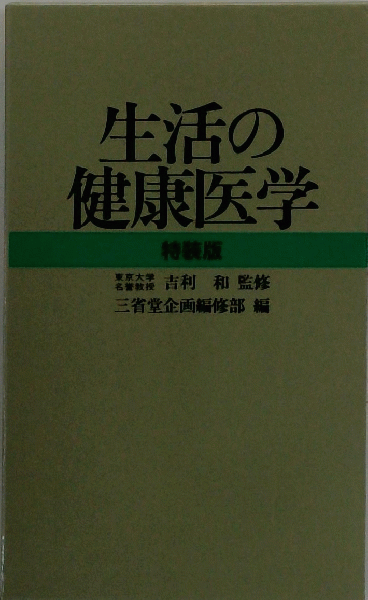 生活の
健康医学
特装版
東京大学
名誉教授 吉利 和 監修
三省堂企画編修部 編